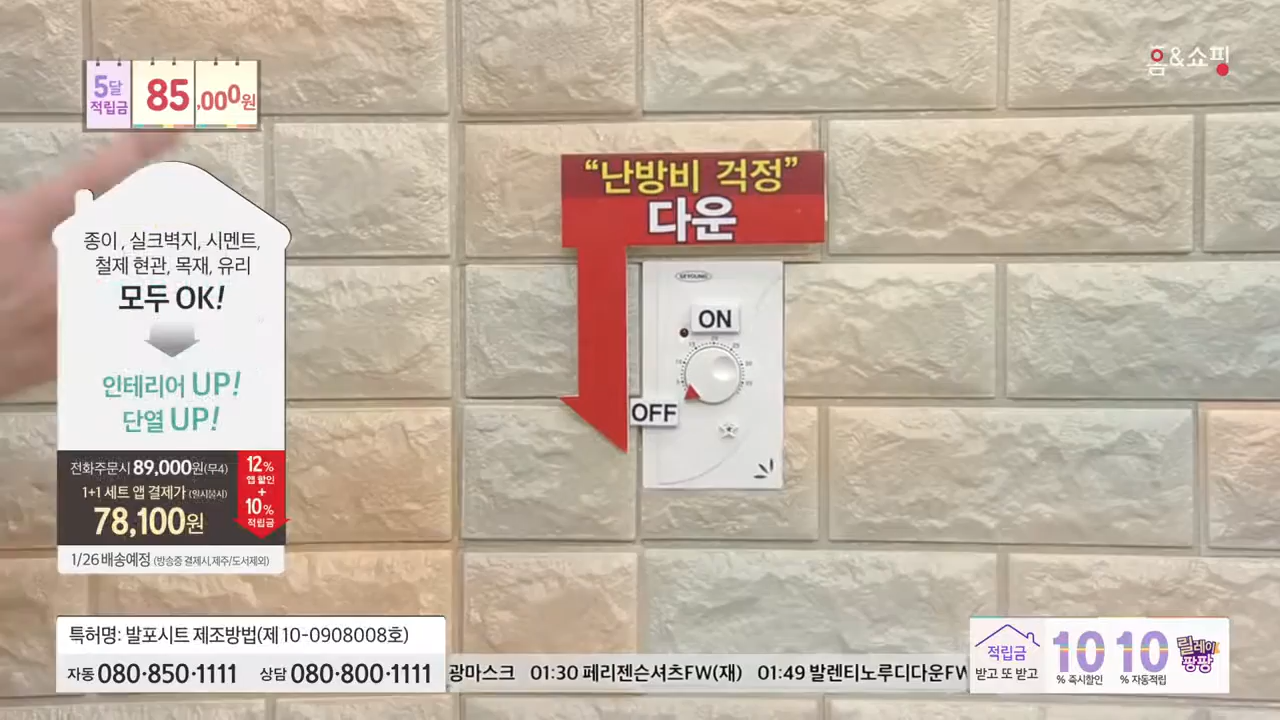 5달
적립금
85,000원
홈&쇼핑
종이, 실크벽지, 시멘트,
철제 현관, 목재, 유리
모두 OK!
인테리어 UP!
단열 UP!
전화주문시 89,000원(무4)
1+1 세트 앱 결제가 (일시불시)
78,100원
12%
앱 할인
+
10%
적립금
1/26 배송예정 (방송중 결제시,제주/도서제외)
"난방비 걱정"
다운
SEYOUNG
ON
OFF
특허명: 발포시트 제조방법(제 10-0908008호)
자동 080·850·1111 상담 080·800·1111
광마스크 01:30 페리젠슨셔츠FW(재) 01:49 발렌티노루디다운FW
적립금
받고 또 받고
10
% 즉시할인
10
% 자동적립
릴레이
팡팡